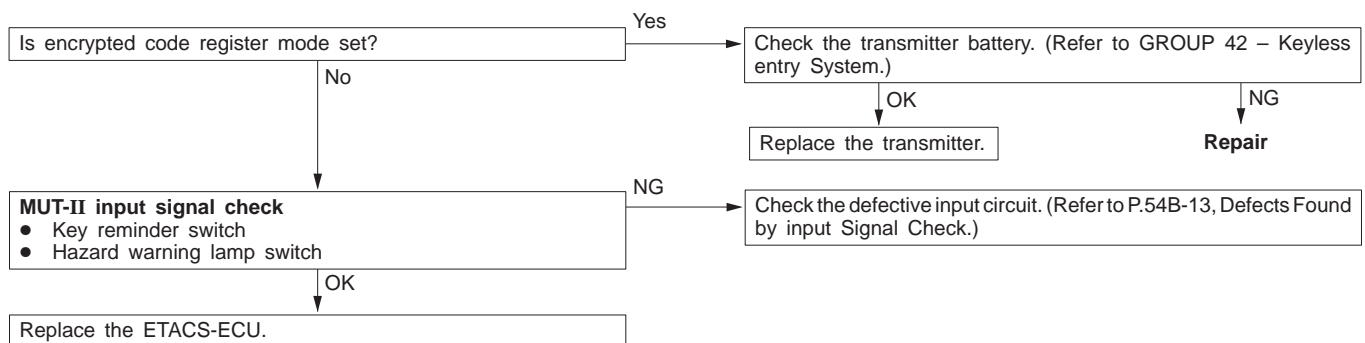 Is encrypted code register mode set?
Yes
Check the transmitter battery. (Refer to GROUP 42 – Keyless
entry System.)
No
OK
NG
Replace the transmitter.
Repair
MUT-II input signal check
● Key reminder switch
● Hazard warning lamp switch
NG
Check the defective input circuit. (Refer to P.54B-13, Defects Found
by input Signal Check.)
OK
Replace the ETACS-ECU.